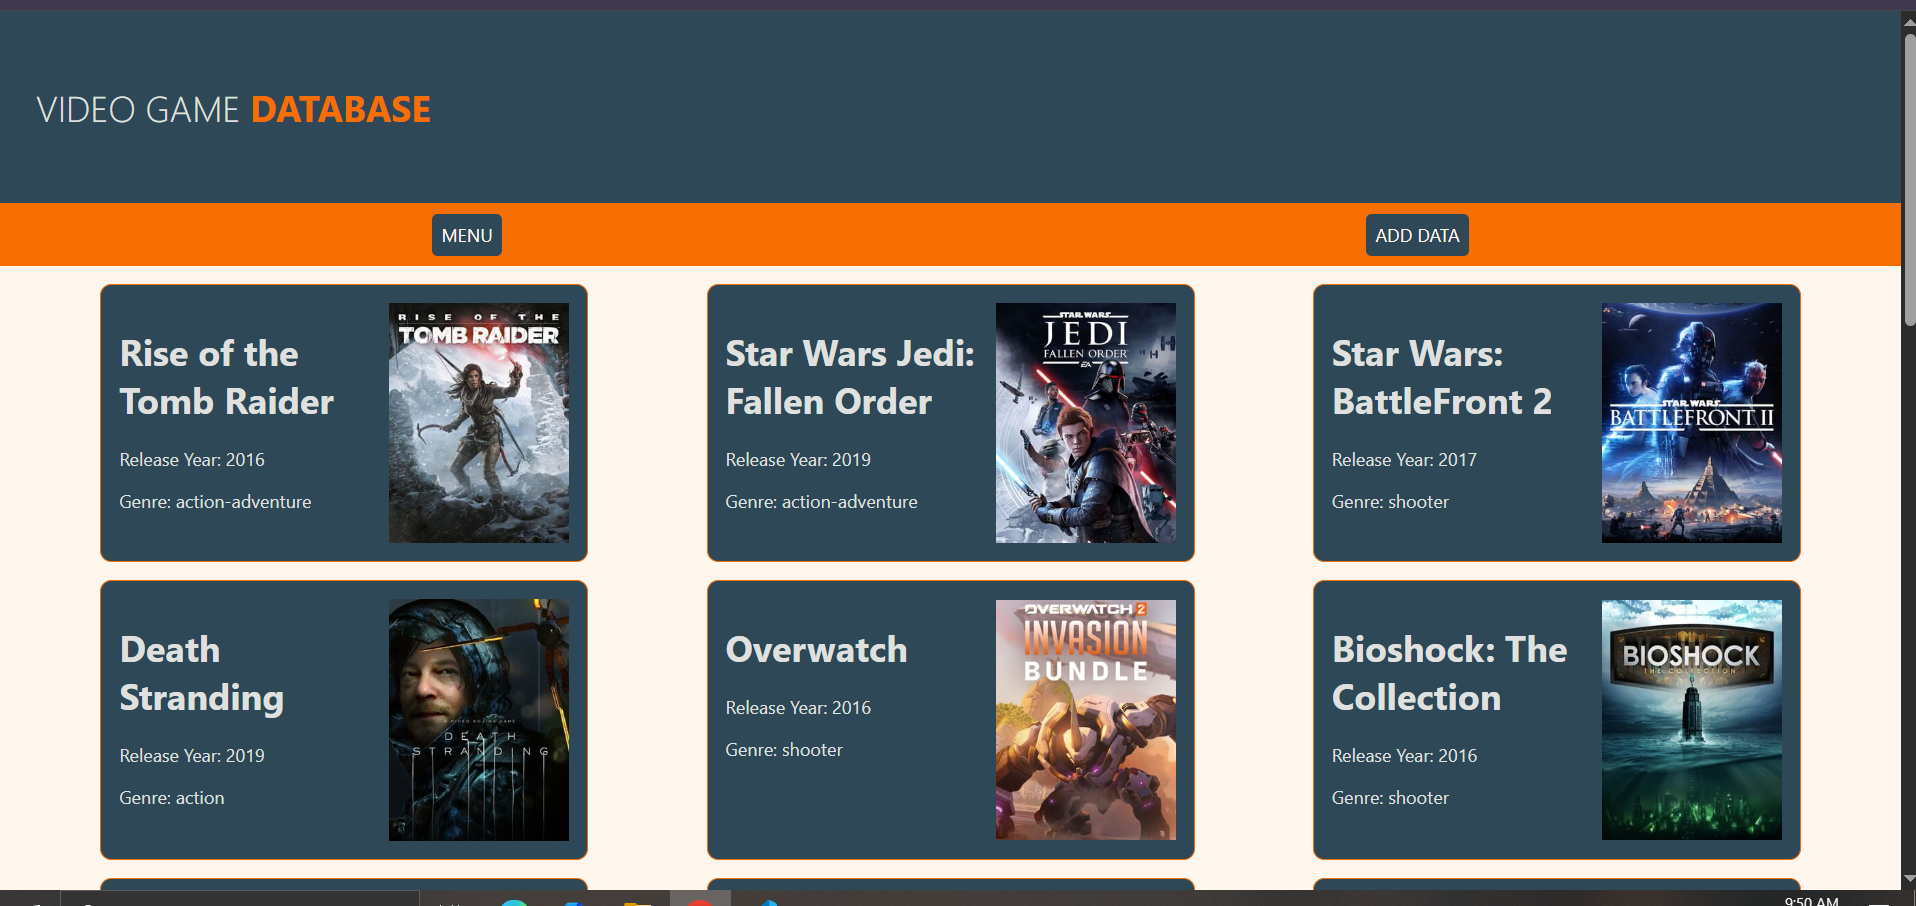 VIDEO GAME DATABASE
MENU
ADD DATA
Rise of the
Tomb Raider
Release Year: 2016
Genre: action-adventure
RISE OF THE
TOMB RAIDER
Star Wars Jedi:
Fallen Order
Release Year: 2019
Genre: action-adventure
STAR WARS
JEDI
FALLEN ORDER
EA
Star Wars:
BattleFront 2
Release Year: 2017
Genre: shooter
STAR WARS
BATTLEFRONT II
Death
Stranding
Release Year: 2019
Genre: action
A HIDEO KOJIMA GAME
DEATH
STRANDING
Overwatch
Release Year: 2016
Genre: shooter
OVERWATCH 2
INVASION
BUNDLE
Bioshock: The
Collection
Release Year: 2016
Genre: shooter
BIOSHOCK
THE COLLECTION
9:50 AM